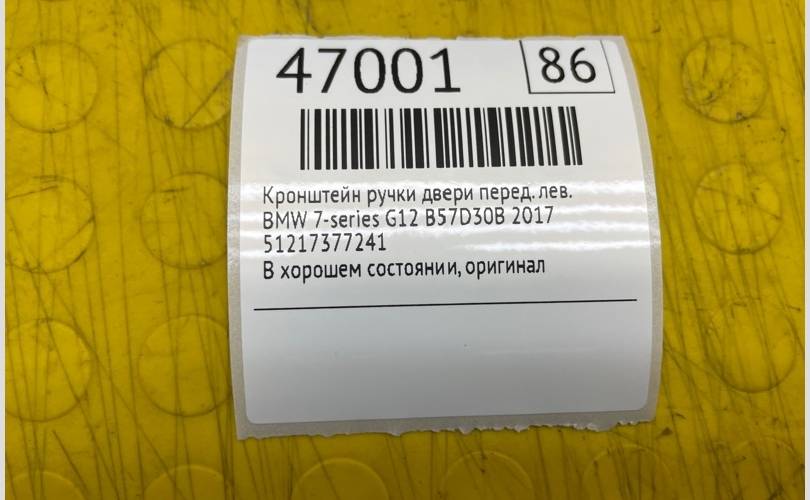 47001 86
Кронштейн ручки двери перед. лев.
BMW 7-series G12 B57D30B 2017
51217377241
В хорошем состоянии, оригинал